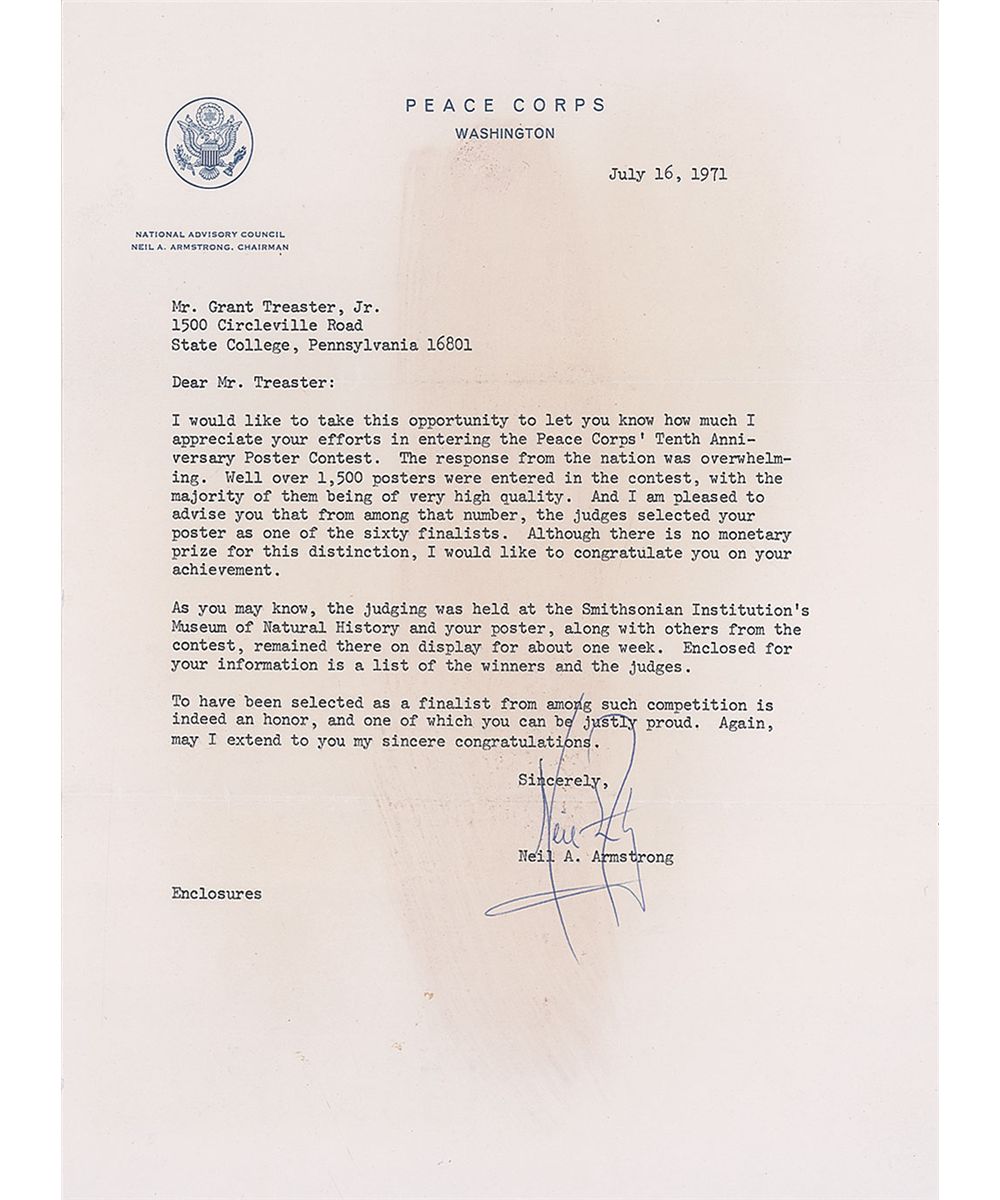 PEACE CORPS
WASHINGTON
July 16, 1971
NATIONAL ADVISORY COUNCIL
NEIL A. ARMSTRONG, CHAIRMAN
Mr. Grant Treaster, Jr.
1500 Circleville Road
State College, Pennsylvania 16801
Dear Mr. Treaster:
I would like to take this opportunity to let you know how much I
appreciate your efforts in entering the Peace Corps' Tenth Anni-
versary Poster Contest.  The response from the nation was overwhelm-
ing.  Well over 1,500 posters were entered in the contest, with the
majority of them being of very high quality.  And I am pleased to
advise you that from among that number, the judges selected your
poster as one of the sixty finalists.  Although there is no monetary
prize for this distinction, I would like to congratulate you on your
achievement.
As you may know, the judging was held at the Smithsonian Institution's
Museum of Natural History and your poster, along with others from the
contest, remained there on display for about one week.  Enclosed for
your information is a list of the winners and the judges.
To have been selected as a finalist from among such competition is
indeed an honor, and one of which you can be justly proud.  Again,
may I extend to you my sincere congratulations.
Sincerely,
Neil
Neil A. Armstrong
Enclosures